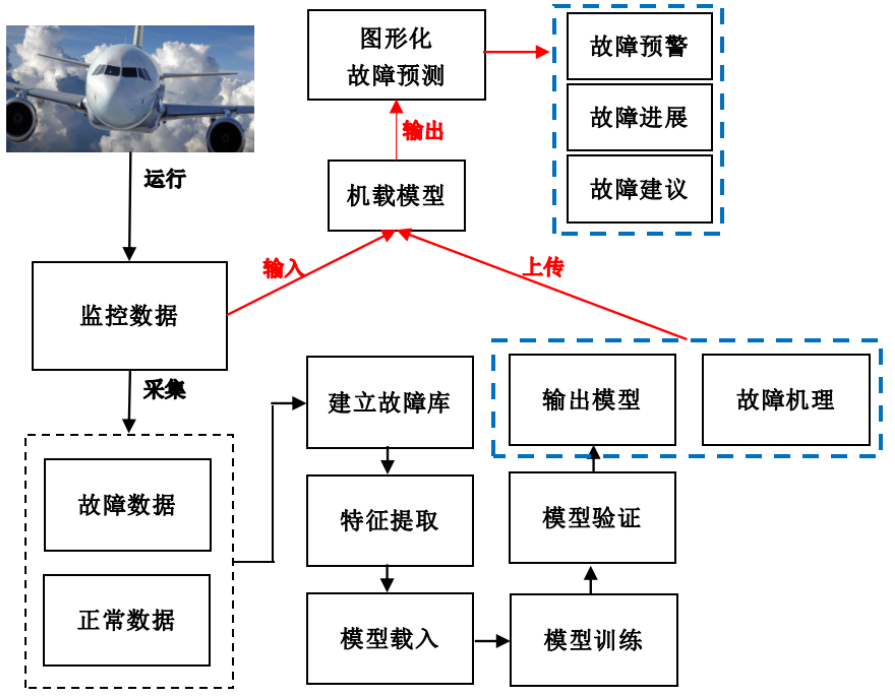 图形化
故障预测
故障预警
故障进展
故障建议
输出
运行
机载模型
输入
上传
监控数据
采集
建立故障库
输出模型
故障机理
故障数据
特征提取
模型验证
正常数据
模型载入
模型训练